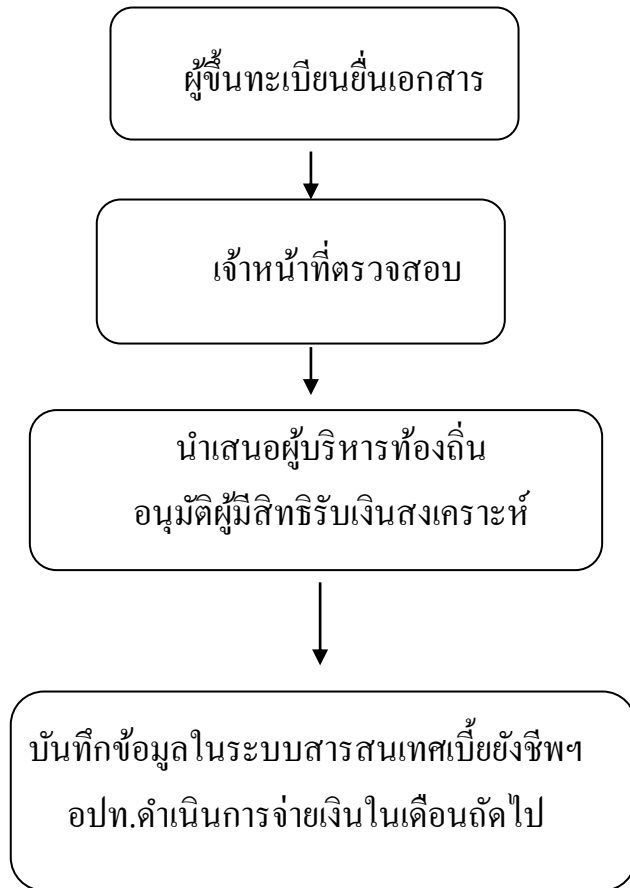 ผู้ขึ้นทะเบียนยื่นเอกสาร
เจ้าหน้าที่ตรวจสอบ
นำเสนอผู้บริหารท้องถิ่น
อนุมัติผู้มีสิทธิรับเงินสงเคราะห์
บันทึกข้อมูลในระบบสารสนเทศเบี้ยยังชีพฯ
อปท.ดำเนินการจ่ายเงินในเดือนถัดไป